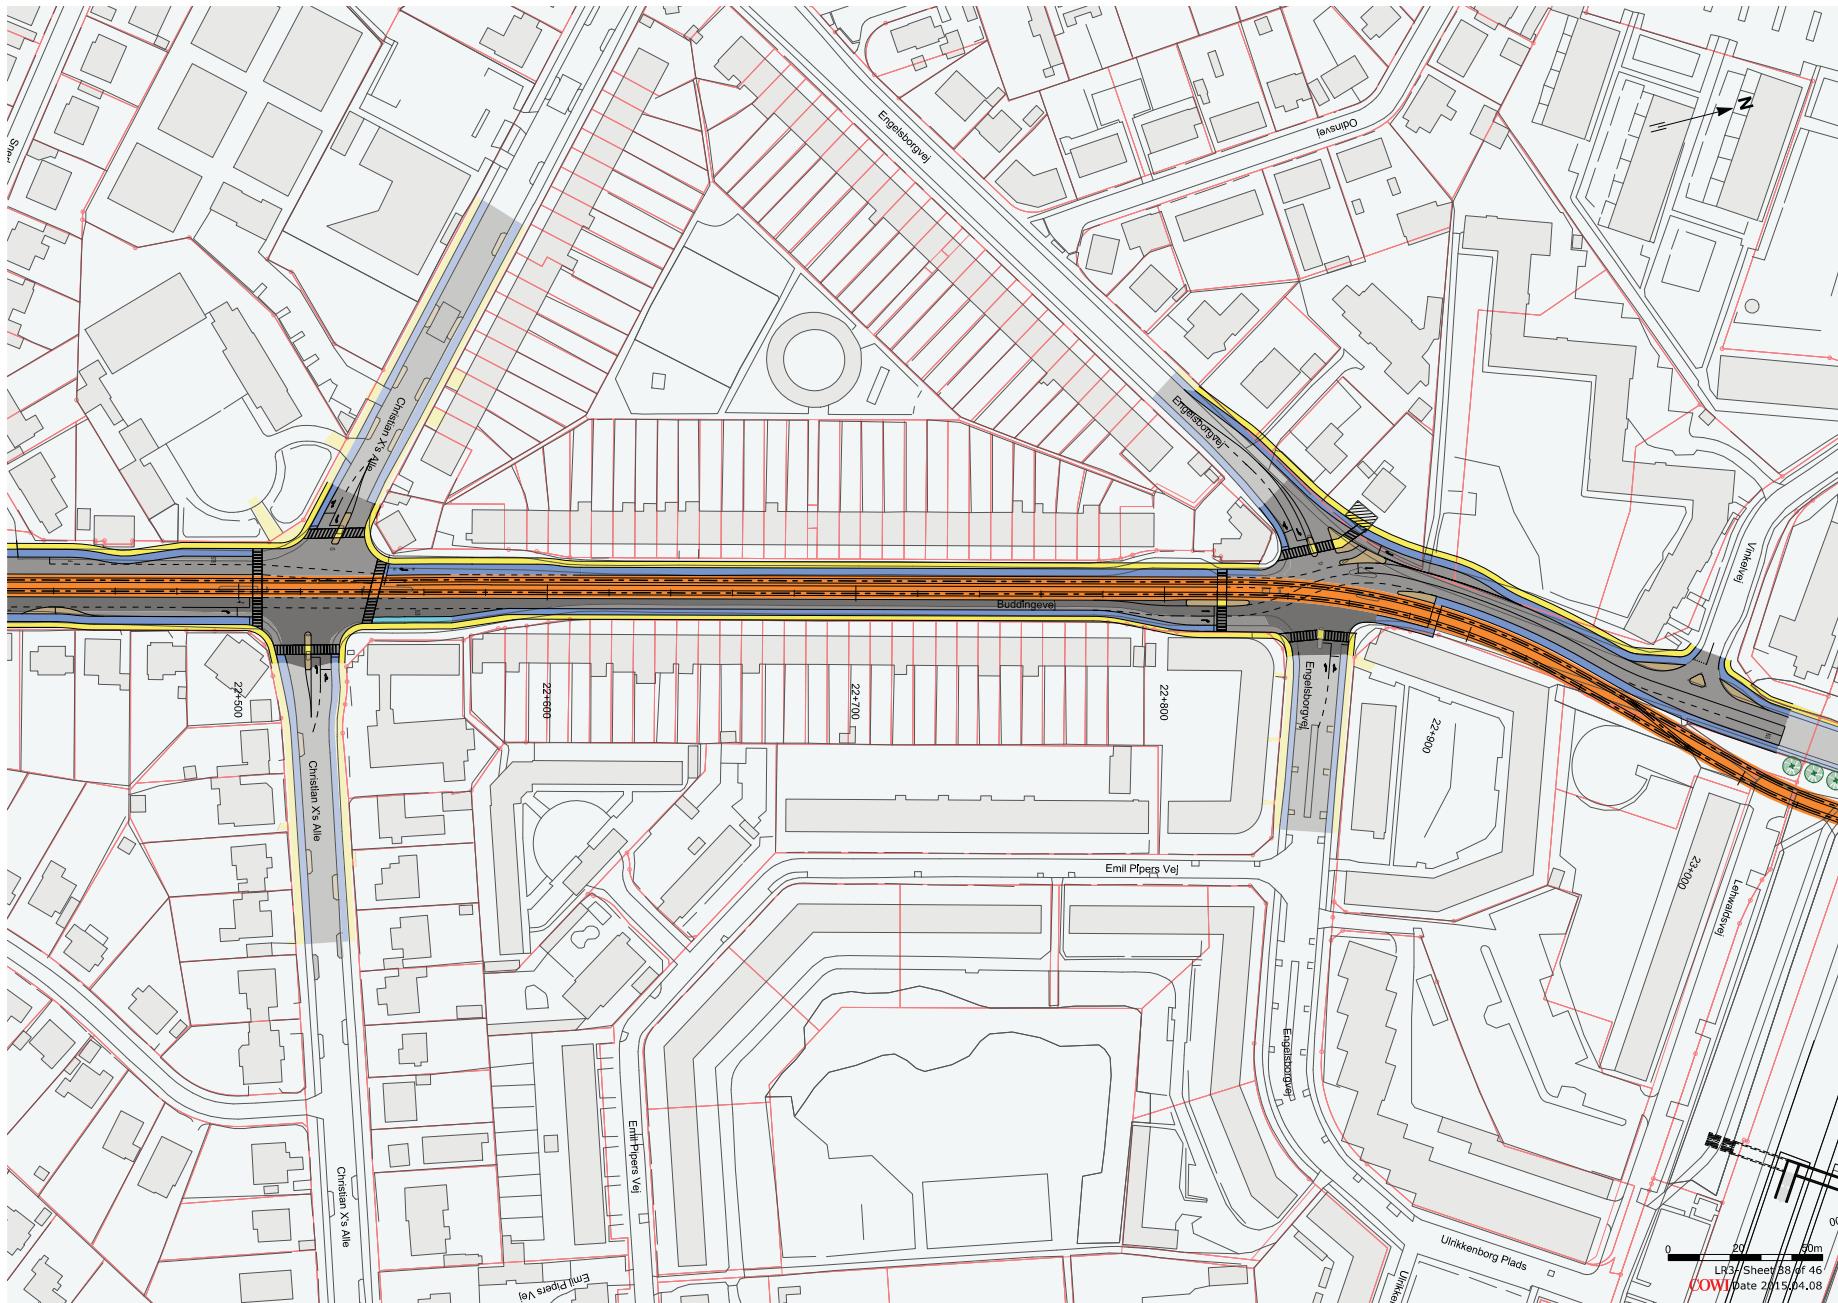 Engelsborgvej
Odinsvej
N
Christian X's Alle
Engelsborgvej
Buddingevej
Vinkelvej
22+500
22+600
22+700
22+800
Engelsborgvej
22+900
Christian X's Alle
Emil Pipers Vej
23+000
Lehwaldsvej
Engelsborgvej
Emil Pipers Vej
Christian X's Alle
Ulrikkenborg Plads
Emil Pipers Vej
0 20 50m
LR3- Sheet 38 of 46
COWI Date 2015.04.08